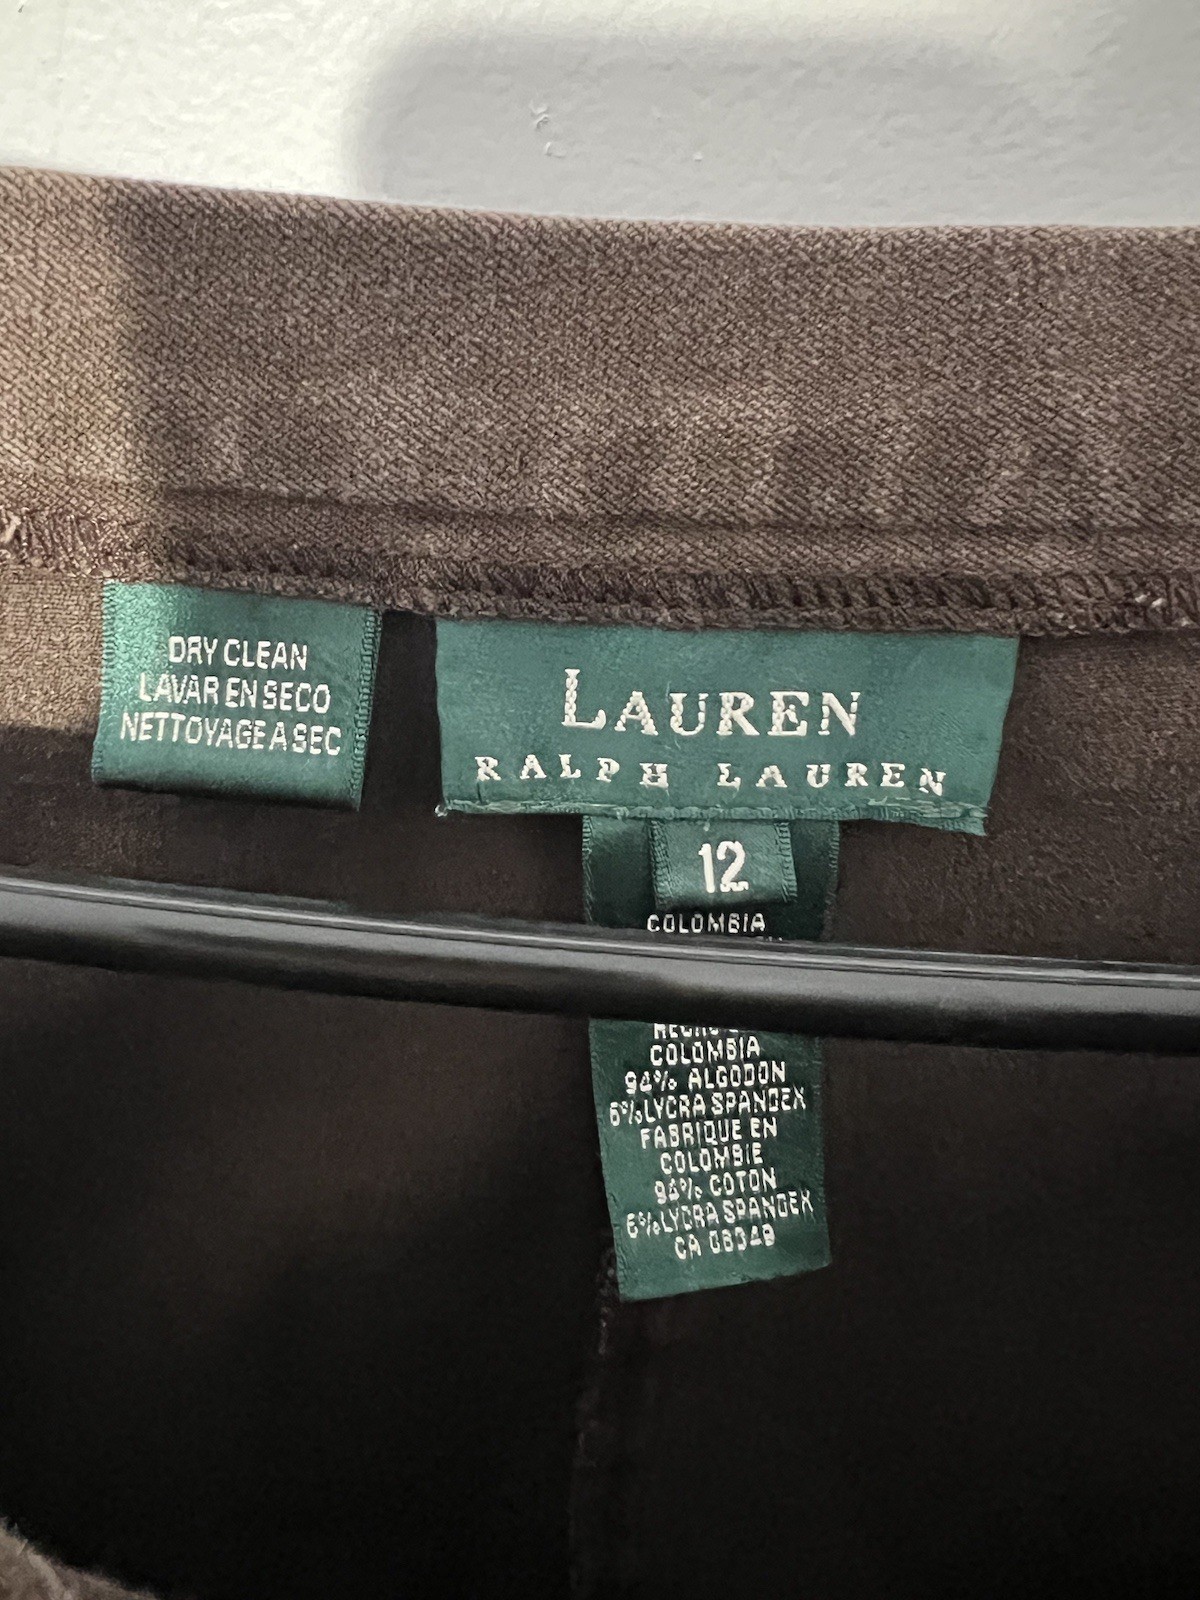 DRY CLEAN
LAVAR EN SECO
NETTOYAGE A SEC
LAUREN
RALPH LAUREN
12
COLOMBIA
COLOMBIA
94% ALGODON
6% LYCRA SPANDEX
FABRIQUE EN
COLOMBIE
94% COTON
6% LYCRA SPANDEX
CA